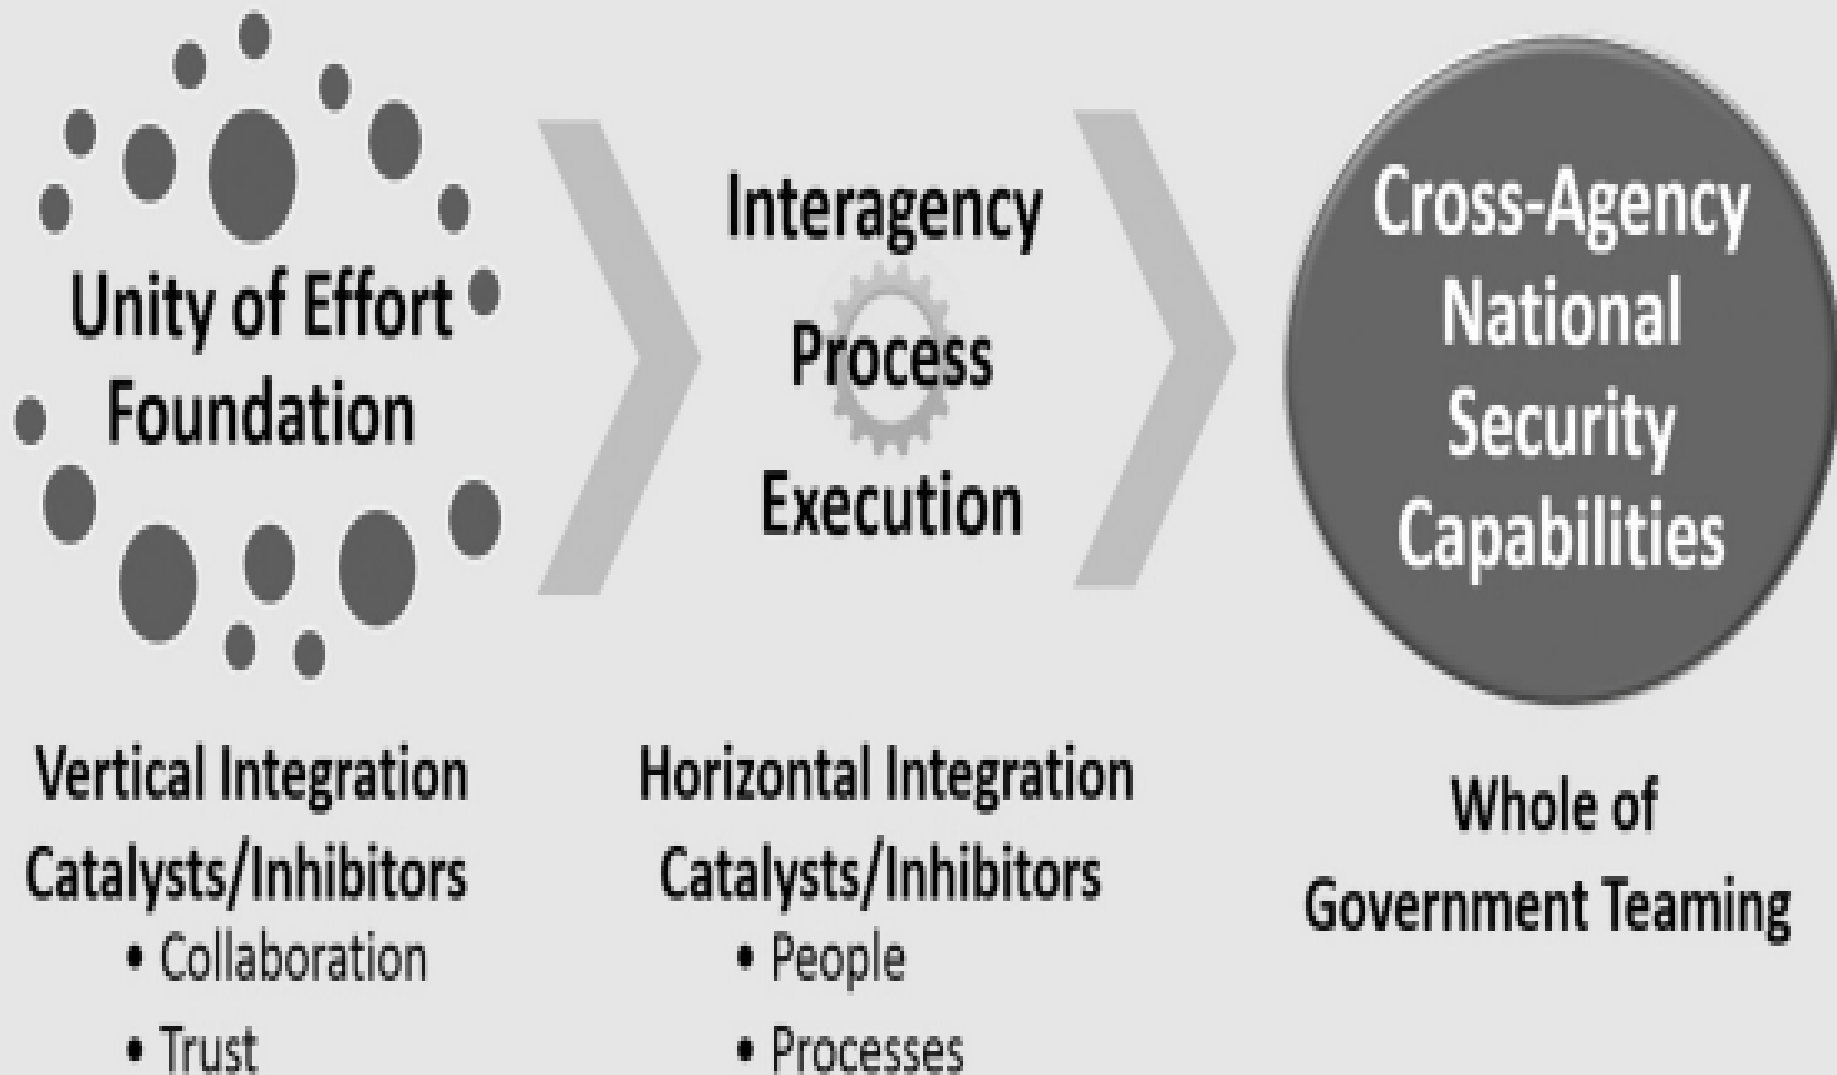 Unity of Effort
Foundation
Interagency
Process
Execution
Cross-Agency
National
Security
Capabilities
Vertical Integration
Catalysts/Inhibitors
• Collaboration
• Trust
Horizontal Integration
Catalysts/Inhibitors
• People
• Processes
Whole of
Government Teaming